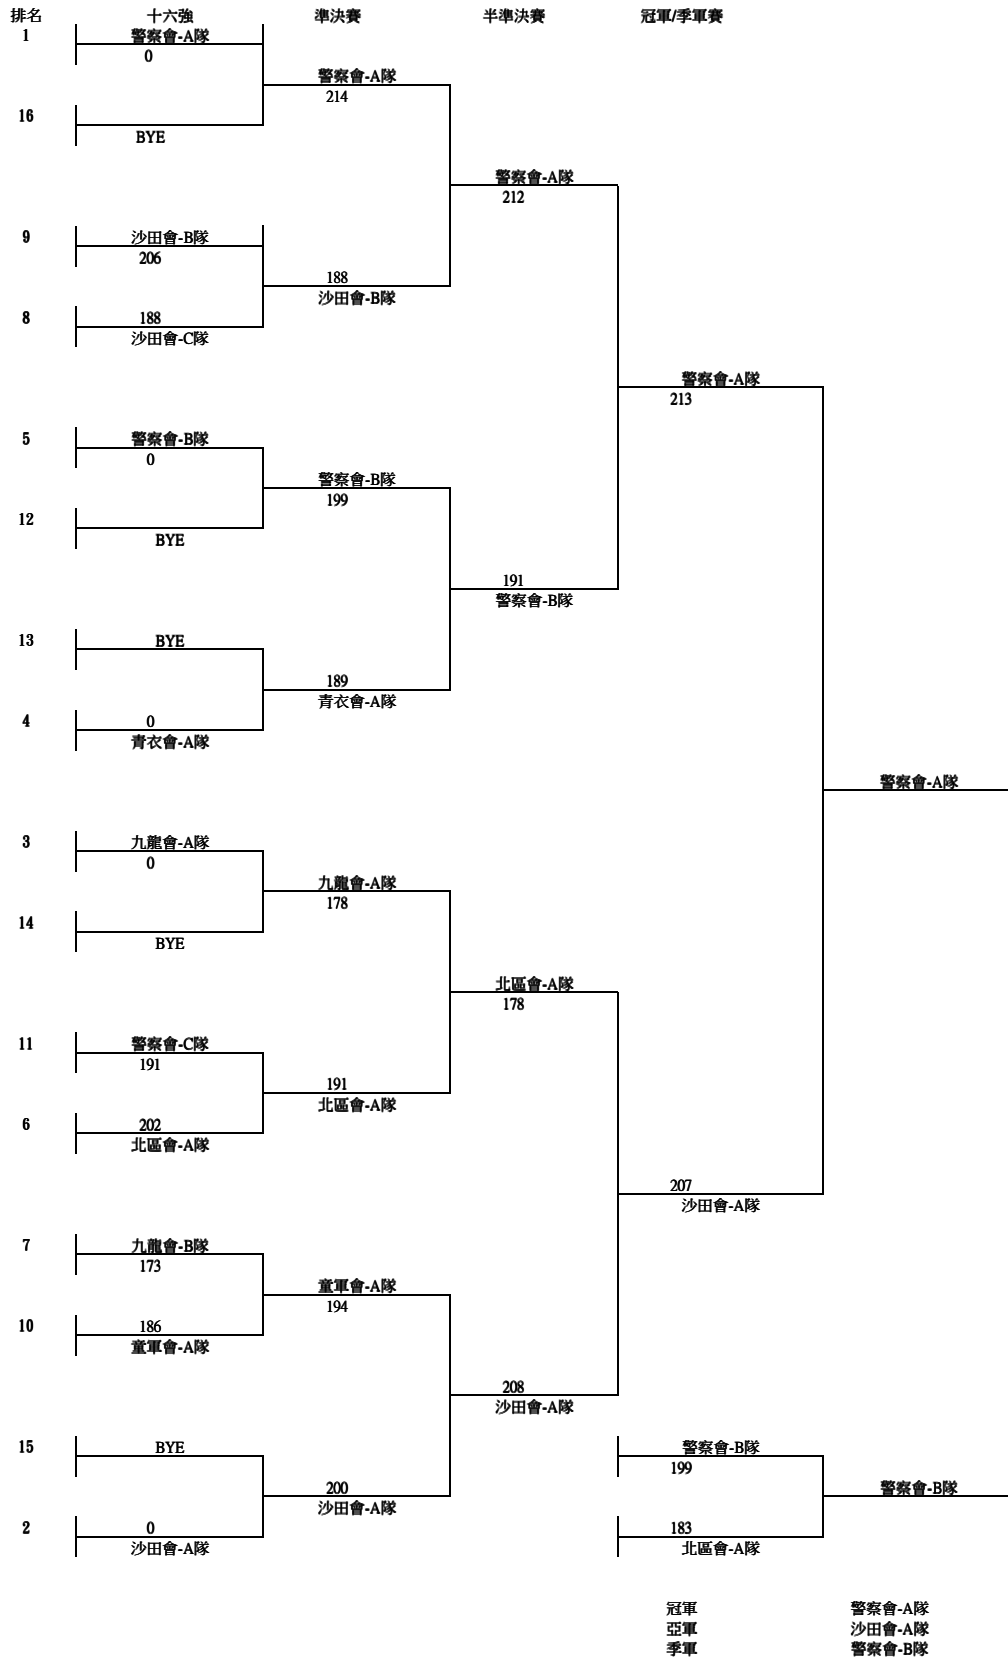 排名 十六強 準決賽 半準決賽 冠軍/季軍賽
1 警察會-A隊
0
警察會-A隊
214
16
BYE
警察會-A隊
212
9 沙田會-B隊
206
188
沙田會-B隊
8 188
沙田會-C隊
警察會-A隊
213
5 警察會-B隊
0
警察會-B隊
199
12
BYE
191
警察會-B隊
13 BYE
189
青衣會-A隊
4 0
青衣會-A隊
警察會-A隊
3 九龍會-A隊
0
九龍會-A隊
178
14
BYE
北區會-A隊
178
11 警察會-C隊
191
191
北區會-A隊
6 202
北區會-A隊
207
沙田會-A隊
7 九龍會-B隊
173
童軍會-A隊
194
10 186
童軍會-A隊
208
沙田會-A隊
15 BYE 警察會-B隊
199
200 警察會-B隊
沙田會-A隊
2 0 183
沙田會-A隊 北區會-A隊
冠軍 警察會-A隊
亞軍 沙田會-A隊
季軍 警察會-B隊